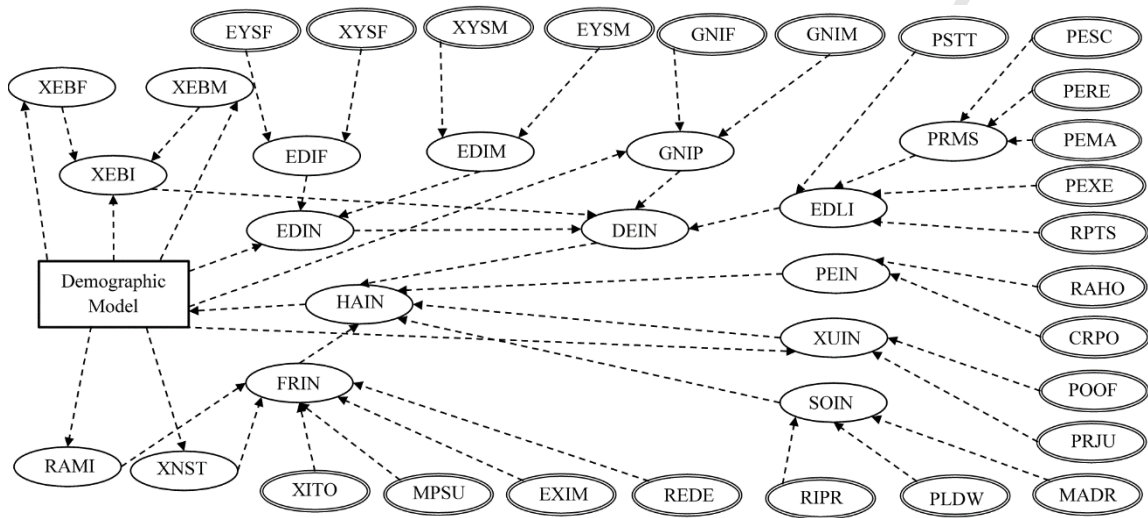 EYSF
XYSF
XYSM
EYSM
GNIF
GNIM
PSTT
PESC
XEBF
XEBM
PERE
EDIF
EDIM
GNIP
PRMS
PEMA
XEBI
PEXE
EDIN
DEIN
EDLI
RPTS
Demographic
Model
HAIN
PEIN
RAHO
XUIN
CRPO
FRIN
SOIN
POOF
PRJU
RAMI
XNST
XITO
MPSU
EXIM
REDE
RIPR
PLDW
MADR